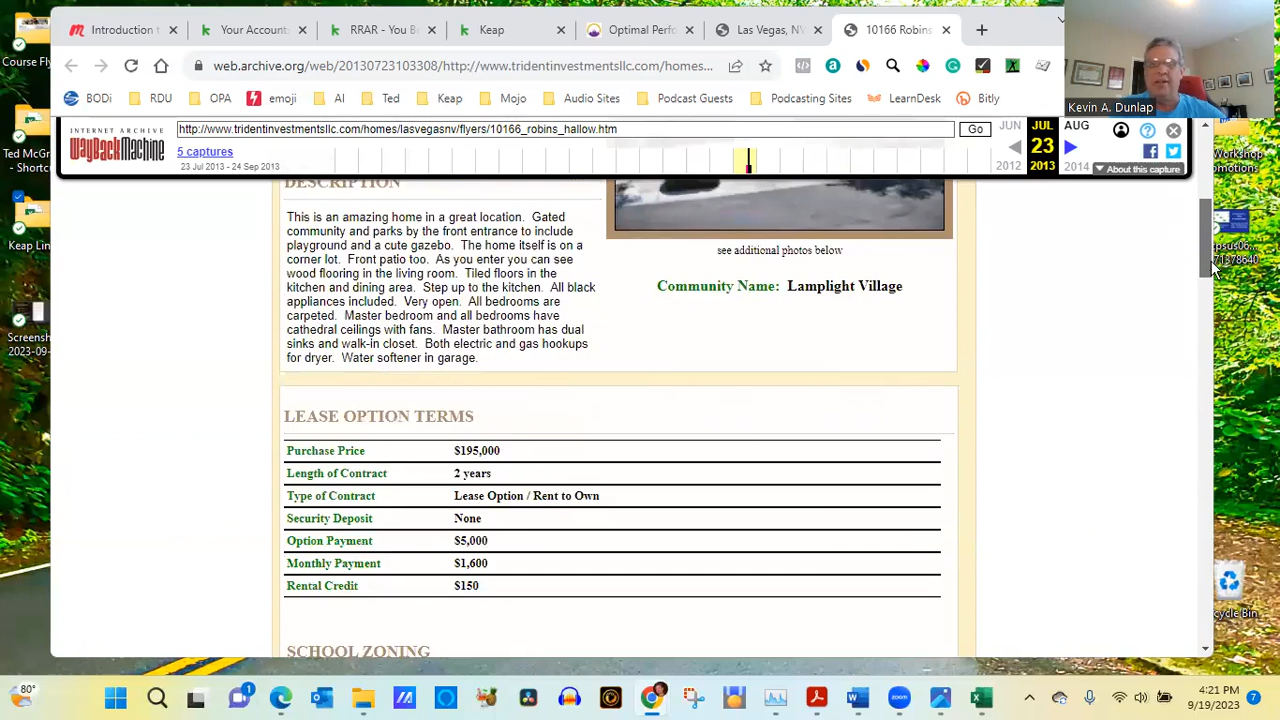 Introduction t
Your Account
RRAR - You B
Keap
Optimal Perfo
Las Vegas, NV
10166 Robins
web.archive.org/web/20130723103308/http://www.tridentinvestmentsllc.com/homes...
BODi
RDU
OPA
emoji
AI
Ted
Keap
Mojo
Audio Sites
Podcast Guests
Podcasting Sites
LearnDesk
Bitly
Kevin A. Dunlap
INTERNET ARCHIVE
WayBackMachine
http://www.tridentinvestmentsllc.com/homes/lasvegasnv/flyers/10166_robins_hallow.htm
Go
5 captures
23 Jul 2013 - 24 Sep 2013
JUN
JUL
AUG
23
2012
2013
2014
About this capture
DESCRIPTION
This is an amazing home in a great location. Gated
community and parks by the front entrance to include
playground and a cute gazebo. The home itself is on a
corner lot. Front patio too. As you enter you can see
wood flooring in the living room. Tiled floors in the
kitchen and dining area. Step up to the kitchen. All black
appliances included. Very open. All bedrooms are
carpeted. Master bedroom and all bedrooms have
cathedral ceilings with fans. Master bathroom has dual
sinks and walk-in closet. Both electric and gas hookups
for dryer. Water softener in garage.
see additional photos below
Community Name: Lamplight Village
LEASE OPTION TERMS
Purchase Price $195,000
Length of Contract 2 years
Type of Contract Lease Option / Rent to Own
Security Deposit None
Option Payment $5,000
Monthly Payment $1,600
Rental Credit $150
SCHOOL ZONING
Course Fly
Ted McGr
- Shortc
Keap Lin
Screensh
2023-09-
Workshop
omotions
71378640
cycle Bin
80°
1
4:21 PM
9/19/2023
7